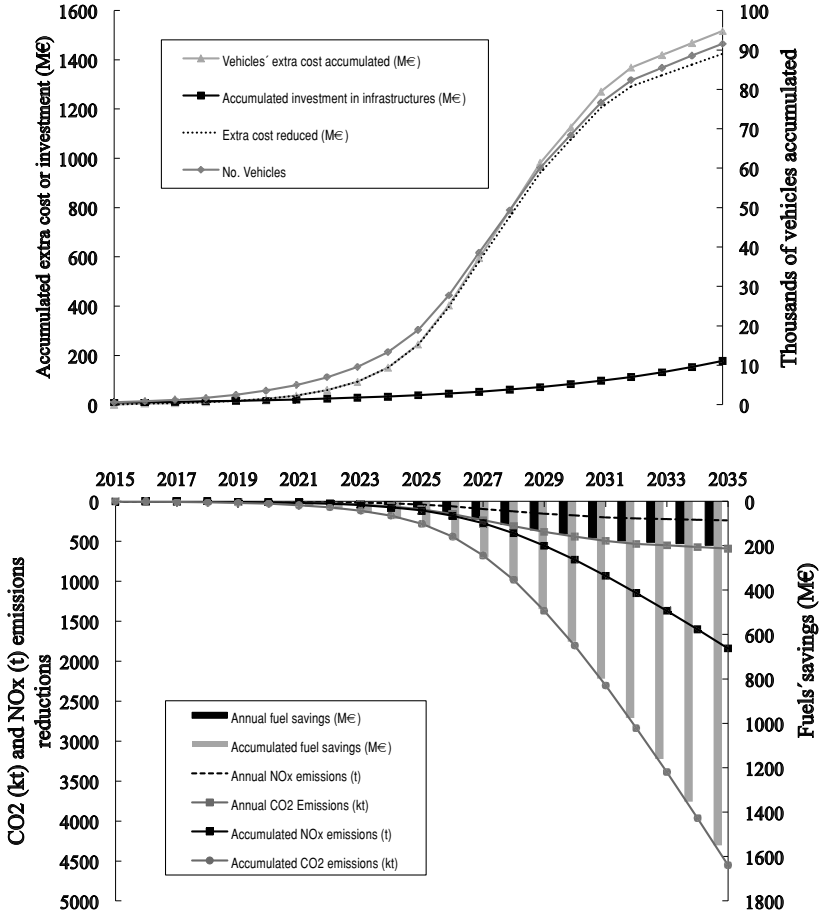 1600
1400
1200
1000
800
600
400
200
0
Accumulated extra cost or investment (M€)
Vehicles´ extra cost accumulated (M€)
Accumulated investment in infrastructures (M€)
Extra cost reduced (M€)
No. Vehicles
100
90
80
70
60
50
40
30
20
10
0
Thousands of vehicles accumulated
2015 2017 2019 2021 2023 2025 2027 2029 2031 2033 2035
0
500
1000
1500
2000
2500
3000
3500
4000
4500
5000
CO2 (kt) and NOx (t) emissions
reductions
Annual fuel savings (M€)
Accumulated fuel savings (M€)
Annual NOx emissions (t)
Annual CO2 Emissions (kt)
Accumulated NOx emissions (t)
Accumulated CO2 emissions (kt)
0
200
400
600
800
1000
1200
1400
1600
1800
Fuels´savings (M€)